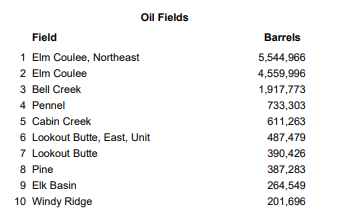 Oil Fields
Field Barrels
1 Elm Coulee, Northeast 5,544,966
2 Elm Coulee 4,559,996
3 Bell Creek 1,917,773
4 Pennel 733,303
5 Cabin Creek 611,263
6 Lookout Butte, East, Unit 487,479
7 Lookout Butte 390,426
8 Pine 387,283
9 Elk Basin 264,549
10 Windy Ridge 201,696